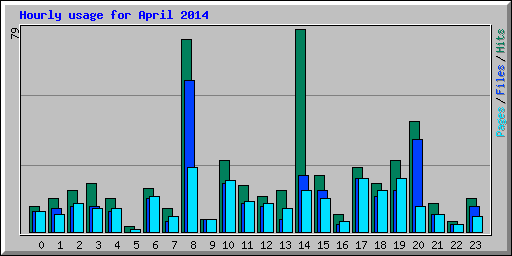 Hourly usage for April 2014
79
Pages / Files / Hits
0 1 2 3 4 5 6 7 8 9 10 11 12 13 14 15 16 17 18 19 20 21 22 23